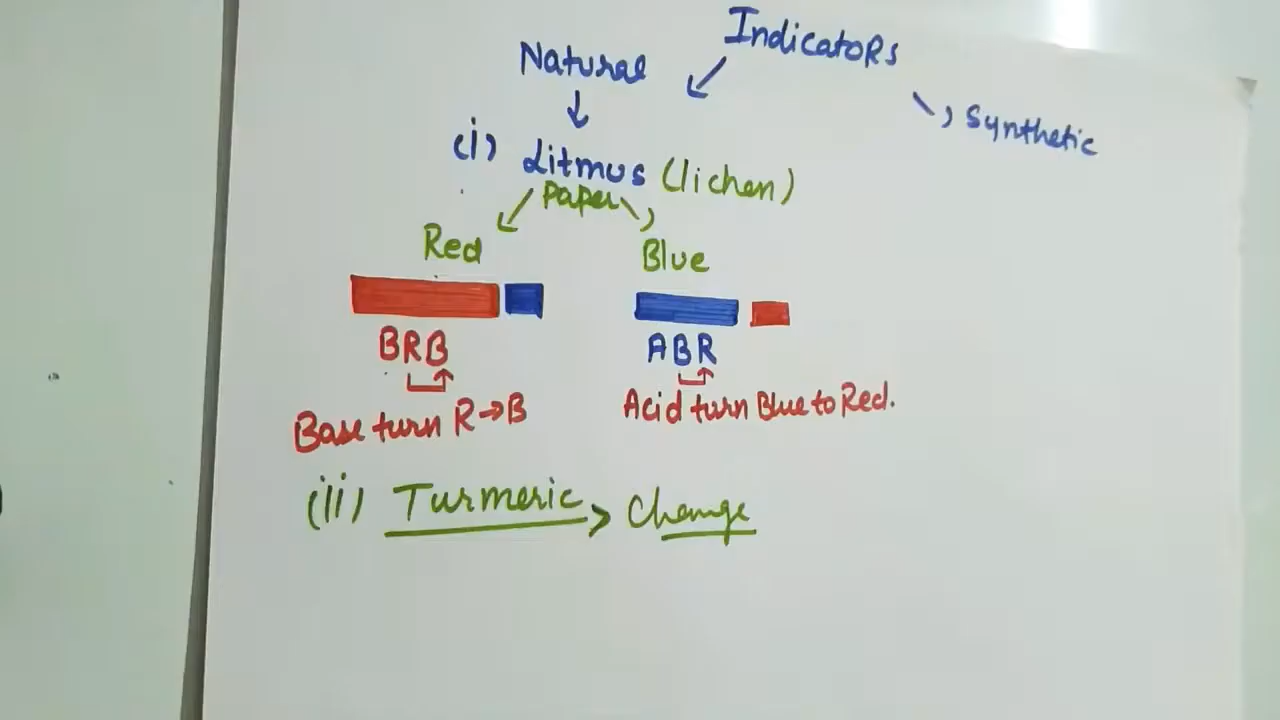 Indicators
Natural
Synthetic
(i) Litmus (lichen)
Paper
Red
Blue
BRB
ABR
Base turn R→B
Acid turn Blue to Red.
(ii) Turmeric > Change